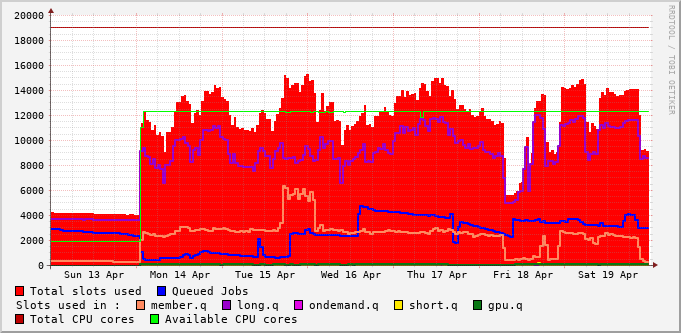 RRDTOOL / TOBI OETIKER
20000
18000
16000
14000
12000
10000
8000
6000
4000
2000
0
Sun 13 Apr Mon 14 Apr Tue 15 Apr Wed 16 Apr Thu 17 Apr Fri 18 Apr Sat 19 Apr
Total slots used Queued Jobs
Slots used in : member.q long.q ondemand.q short.q gpu.q
Total CPU cores Available CPU cores